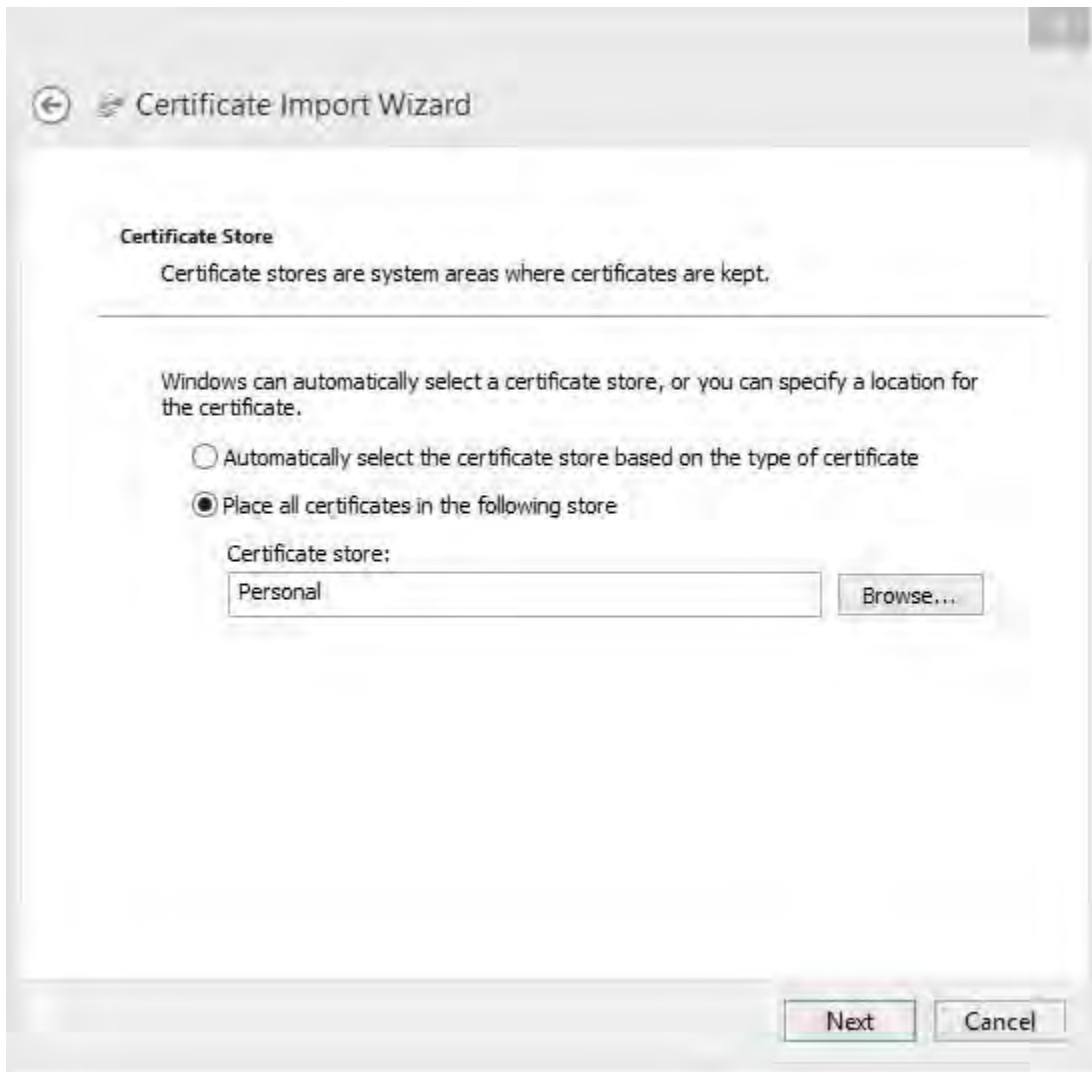 Certificate Import Wizard
Certificate Store
Certificate stores are system areas where certificates are kept.
Windows can automatically select a certificate store, or you can specify a location for
the certificate.
Automatically select the certificate store based on the type of certificate
Place all certificates in the following store
Certificate store:
Personal
Browse...
Next
Cancel